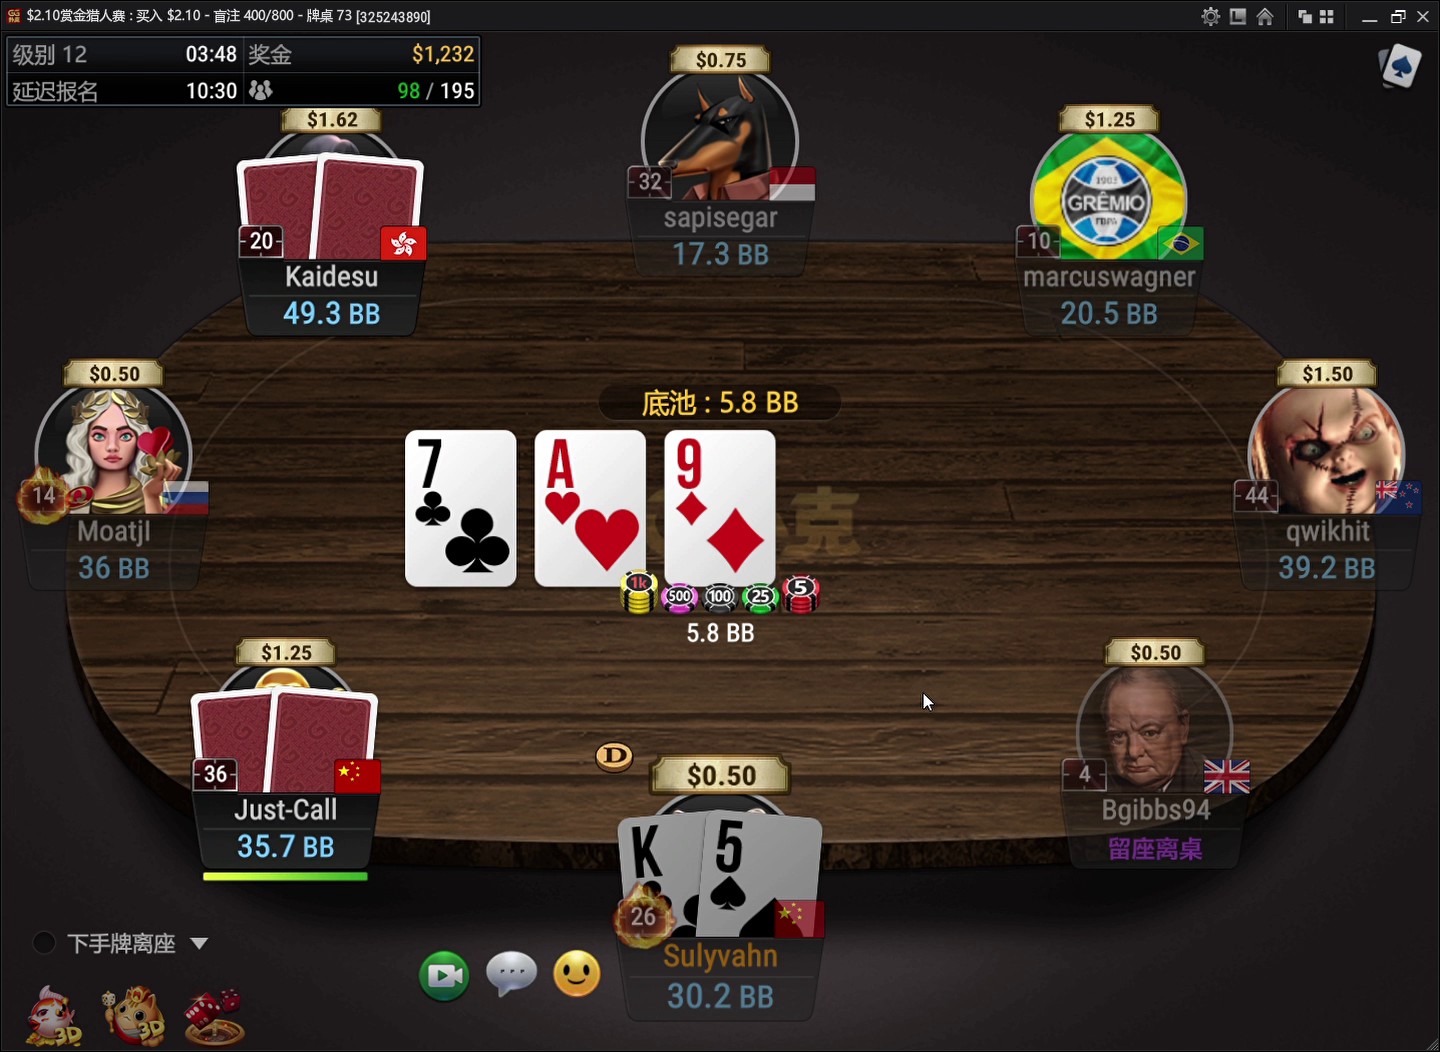 $2.10赏金猎人赛 : 买入 $2.10 - 盲注 400/800 - 牌桌 73 [325243890]
级别 12 03:48 奖金 $1,232
延迟报名 10:30 98 / 195
$0.75
32
sapisegar
17.3 BB
$1.62
20
Kaidesu
49.3 BB
$1.25
1903
GRÊMIO
FBPA
10
marcuswagner
20.5 BB
$0.50
14
Moatjl
36 BB
$1.50
44
qwikhit
39.2 BB
底池 : 5.8 BB
7 A 9
克
1k 500 100 25 5
5.8 BB
$1.25
36
Just-Call
35.7 BB
$0.50
4
Bgibbs94
留座离桌
D
$0.50
K 5
26
Sulyvahn
30.2 BB
下手牌离座
3D 3D